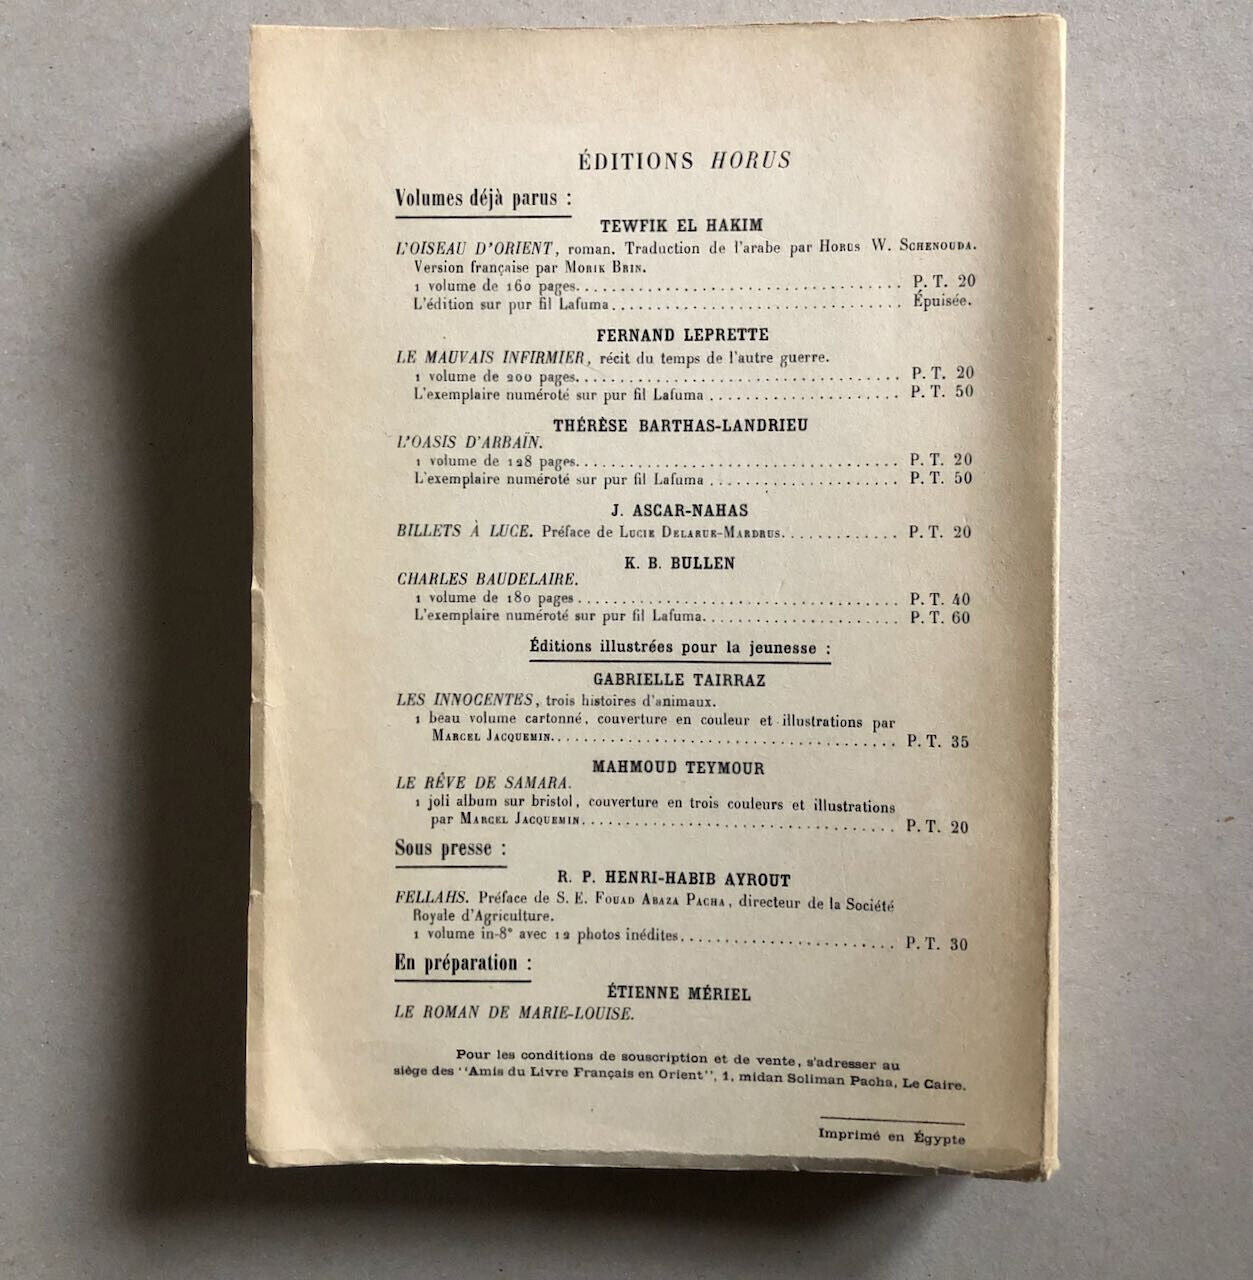 ÉDITIONS HORUS
Volumes déjà parus :
TEWFIK EL HAKIM
L'OISEAU D'ORIENT, roman. Traduction de l'arabe par HORUS W. SCHENOUDA.
Version française par MORIK BRIN.
1 volume de 160 pages.................................... P. T. 20
L'édition sur pur fil Lafuma................................ Épuisée.
FERNAND LEPRETTE
LE MAUVAIS INFIRMIER, récit du temps de l'autre guerre.
1 volume de 200 pages.................................... P. T. 20
L'exemplaire numéroté sur pur fil Lafuma..................... P. T. 50
THÉRÈSE BARTHAS-LANDRIEU
L'OASIS D'ARBAÏN.
1 volume de 128 pages.................................... P. T. 20
L'exemplaire numéroté sur pur fil Lafuma..................... P. T. 50
J. ASCAR-NAHAS
BILLETS À LUCE. Préface de LUCIE DELARUE-MARDRUS............. P. T. 20
K. B. BULLEN
CHARLES BAUDELAIRE.
1 volume de 180 pages.................................... P. T. 40
L'exemplaire numéroté sur pur fil Lafuma...................... P. T. 60
Éditions illustrées pour la jeunesse :
GABRIELLE TAIRRAZ
LES INNOCENTES, trois histoires d'animaux.
1 beau volume cartonné, couverture en couleur et illustrations par
MARCEL JACQUEMIN........................................ P. T. 35
MAHMOUD TEYMOUR
LE RÊVE DE SAMARA.
1 joli album sur bristol, couverture en trois couleurs et illustrations
par MARCEL JACQUEMIN.................................... P. T. 20
Sous presse :
R. P. HENRI-HABIB AYROUT
FELLAHS. Préface de S. E. FOUAD ABAZA PACHA, directeur de la Société
Royale d'Agriculture.
1 volume in-8° avec 12 photos inédites......................... P. T. 30
En préparation :
ÉTIENNE MÉRIEL
LE ROMAN DE MARIE-LOUISE.
Pour les conditions de souscription et de vente, s'adresser au
siège des "Amis du Livre Français en Orient", 1, midan Soliman Pacha, Le Caire.
Imprimé en Égypte